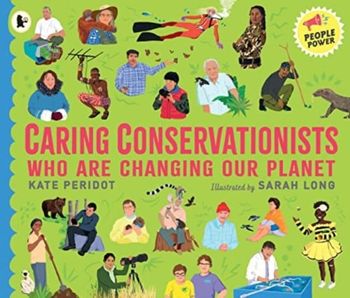 PEOPLE
POWER
CARING CONSERVATIONISTS
WHO ARE CHANGING OUR PLANET
KATE PERIDOT
Illustrated by SARAH LONG